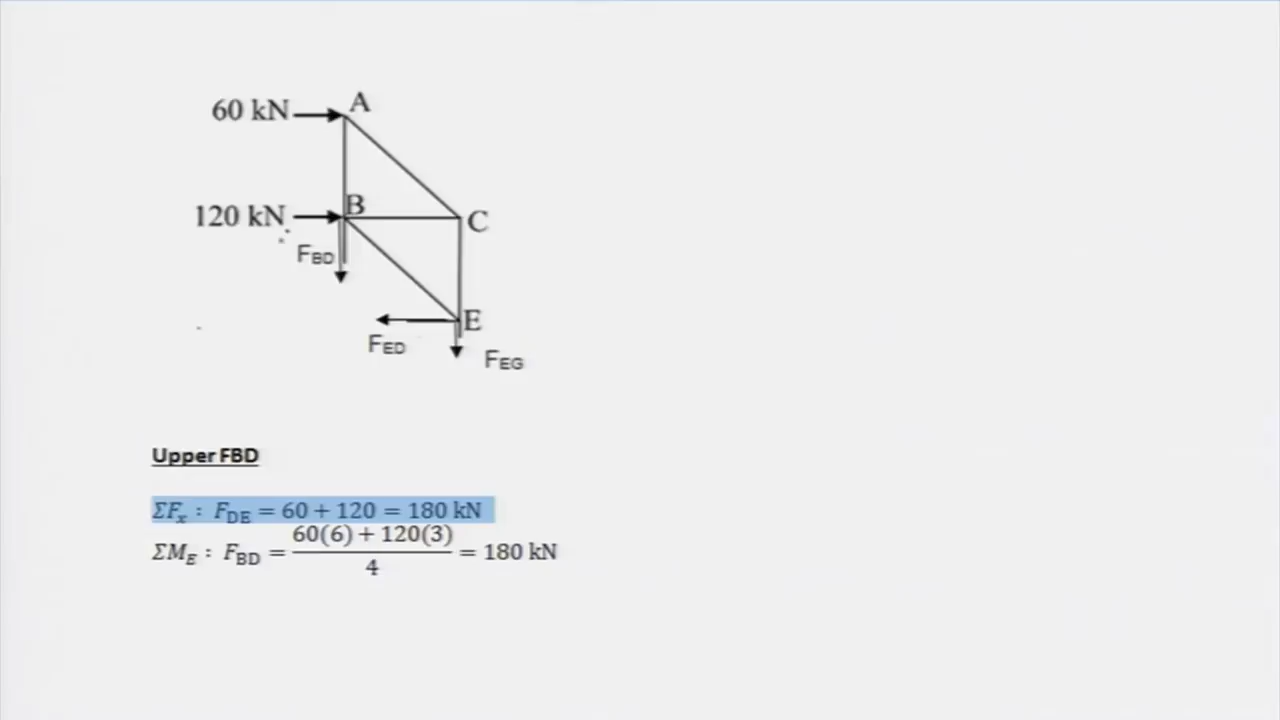 60 kN
A
B
120 kN
C
FBD
E
FED
FEG
Upper FBD
ΣFx : FDE = 60 + 120 = 180 kN
ΣME : FBD = 60(6) + 120(3) / 4 = 180 kN